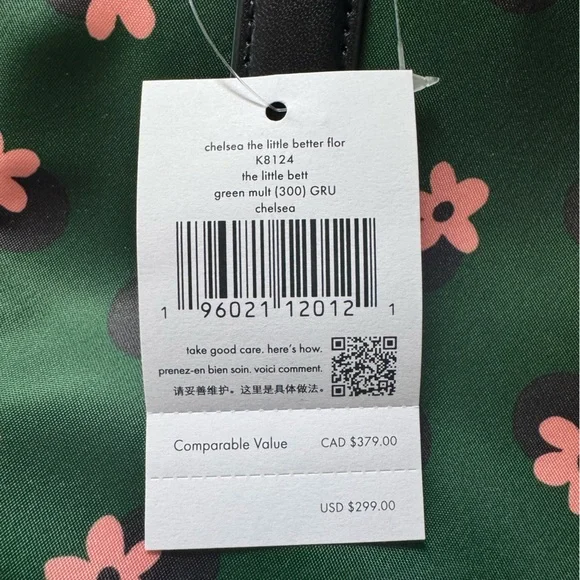 chelsea the little better flor
K8124
the little bett
green mult (300) GRU
chelsea
1 96021 12012 1
take good care. here's how.
prenez-en bien soin. voici comment.
请妥善维护。这里是具体做法。
Comparable Value CAD $379.00
USD $299.00